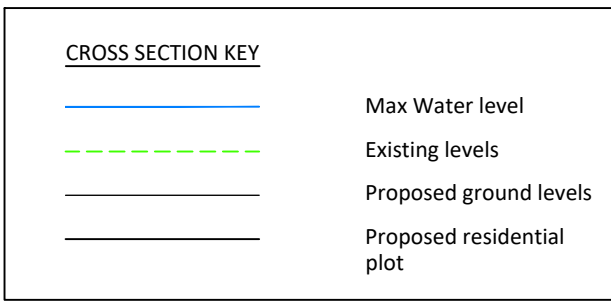 CROSS SECTION KEY
Max Water level
Existing levels
Proposed ground levels
Proposed residential
plot